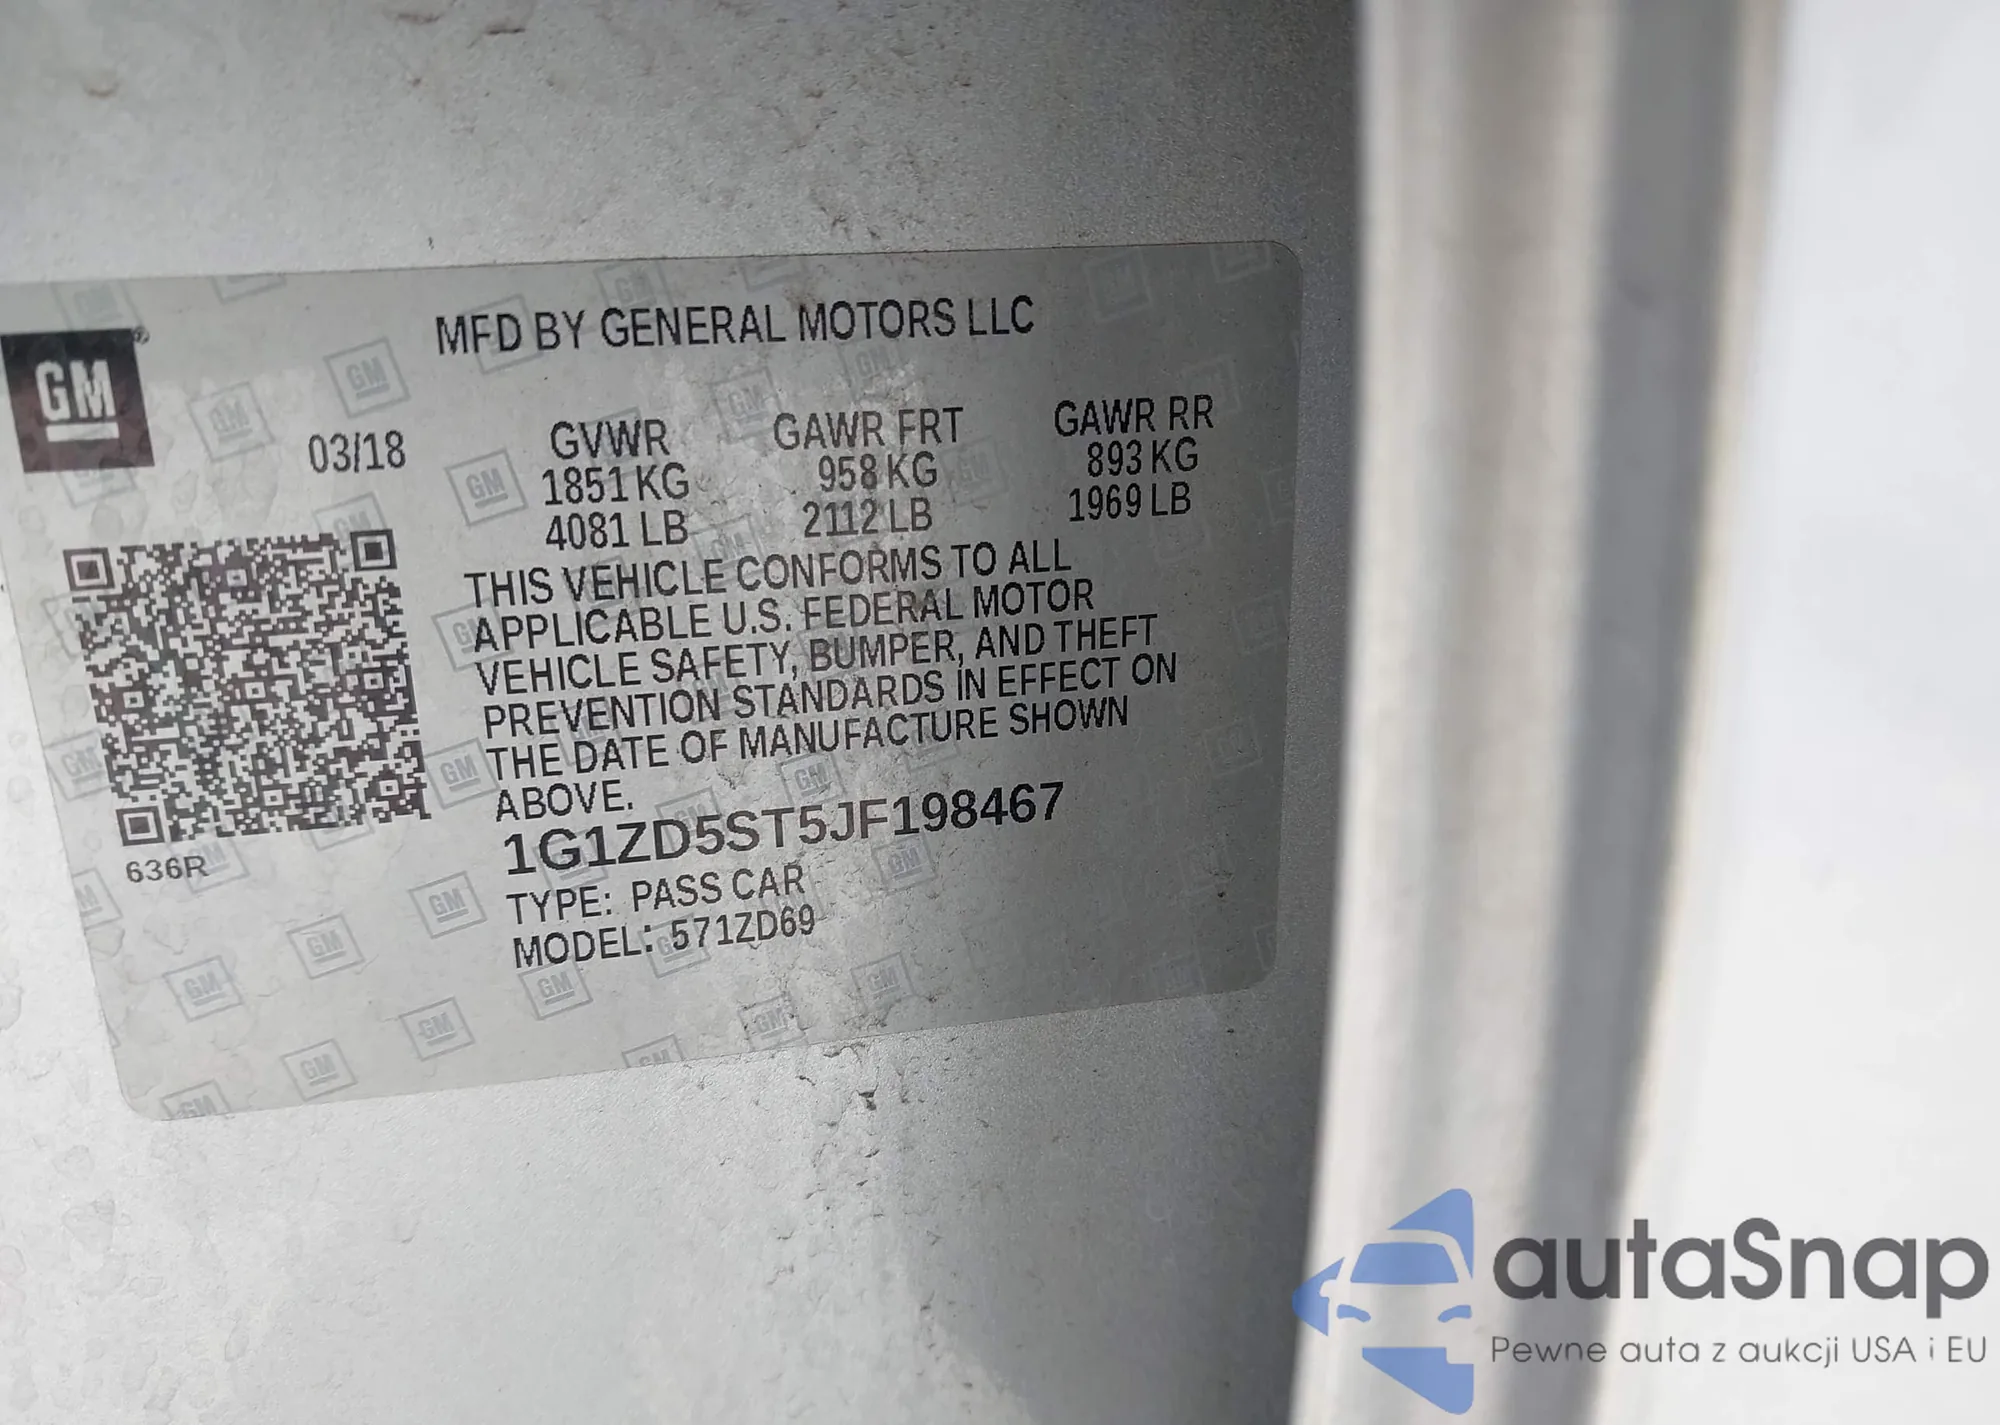 MFD BY GENERAL MOTORS LLC
GM
03/18
GVWR GAWR FRT GAWR RR
1851 KG 958 KG 893 KG
4081 LB 2112 LB 1969 LB
THIS VEHICLE CONFORMS TO ALL
APPLICABLE U.S. FEDERAL MOTOR
VEHICLE SAFETY, BUMPER, AND THEFT
PREVENTION STANDARDS IN EFFECT ON
THE DATE OF MANUFACTURE SHOWN
ABOVE.
1G1ZD5ST5JF198467
636R
TYPE: PASS CAR
MODEL: 571ZD69
autaSnap
Pewne auta z aukcji USA i EU